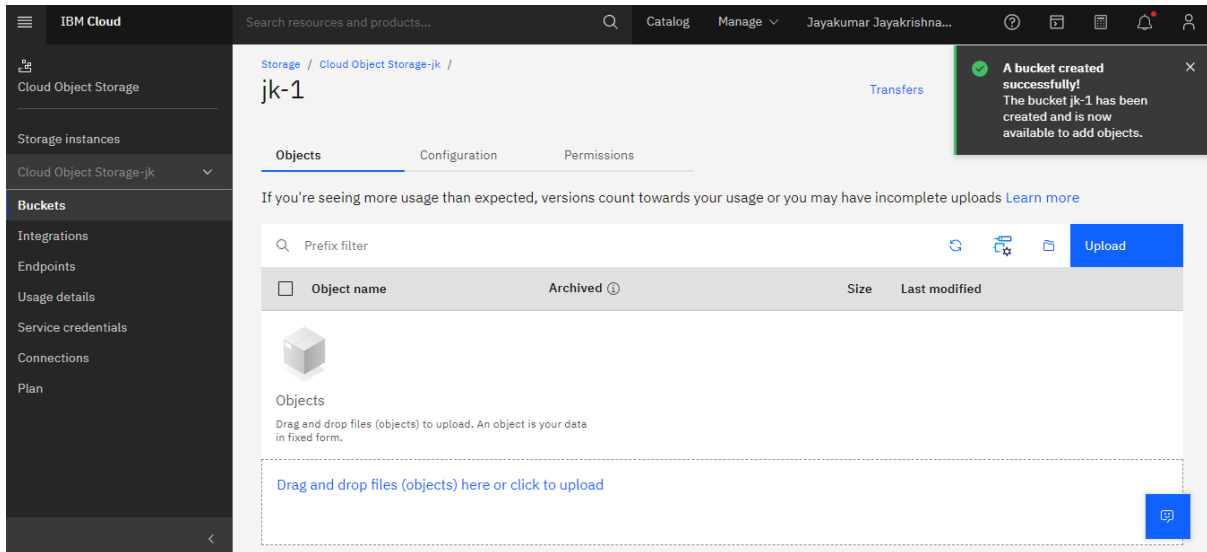 IBM Cloud
Search resources and products...
Catalog
Manage
Jayakumar Jayakrishna...
Cloud Object Storage
Storage instances
Cloud Object Storage-jk
Buckets
Integrations
Endpoints
Usage details
Service credentials
Connections
Plan
Storage / Cloud Object Storage-jk /
jk-1
Transfers
A bucket created
successfully!
The bucket jk-1 has been
created and is now
available to add objects.
Objects
Configuration
Permissions
If you're seeing more usage than expected, versions count towards your usage or you may have incomplete uploads Learn more
Prefix filter
Upload
Object name
Archived
Size
Last modified
Objects
Drag and drop files (objects) to upload. An object is your data
in fixed form.
Drag and drop files (objects) here or click to upload